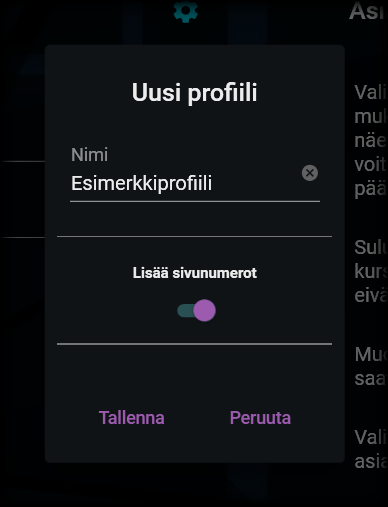 Uusi profiili
Nimi
Esimerkkiprofiili
Lisää sivunumerot
Tallenna
Peruuta